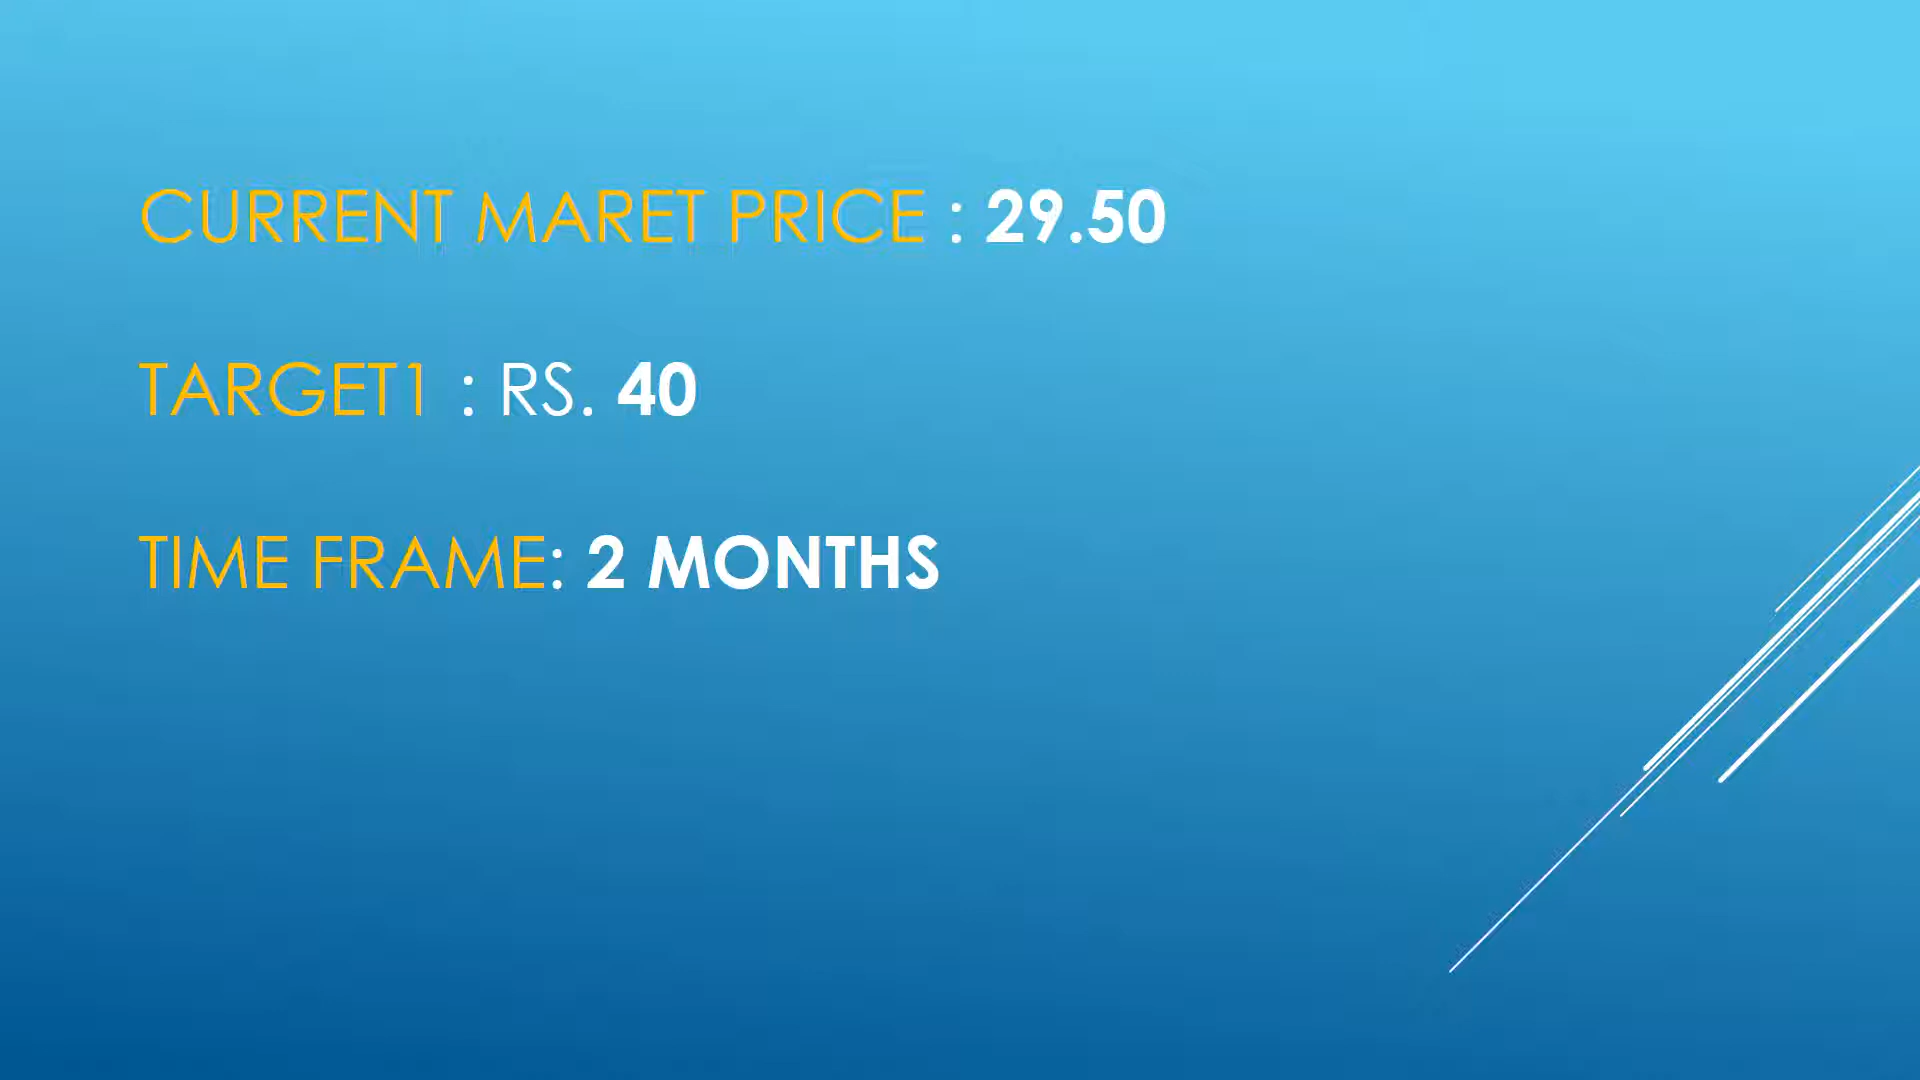 CURRENT MARET PRICE : 29.50
TARGET1 : RS. 40
TIME FRAME: 2 MONTHS